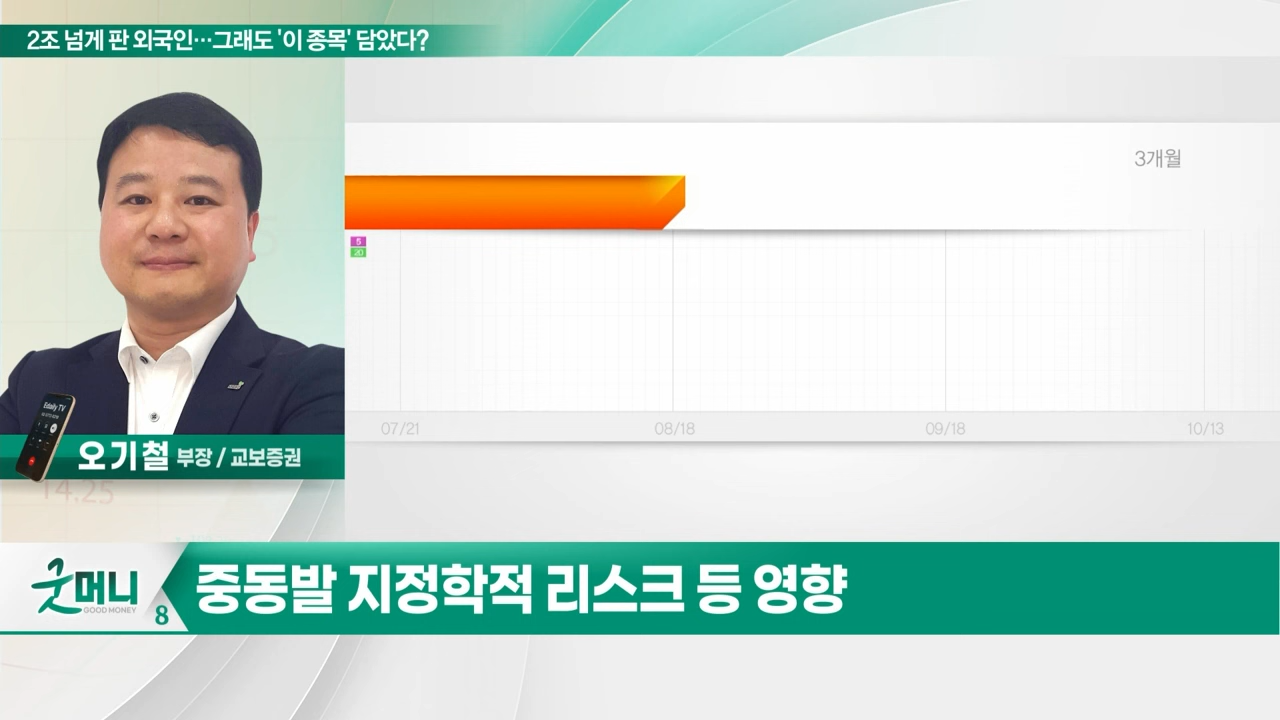 2조 넘게 판 외국인…그래도 '이 종목' 담았다?
3개월
5
20
07/21
08/18
09/18
10/13
Edaily TV
오기철 부장 / 교보증권
14.25
굿머니
GOOD MONEY
8
중동발 지정학적 리스크 등 영향